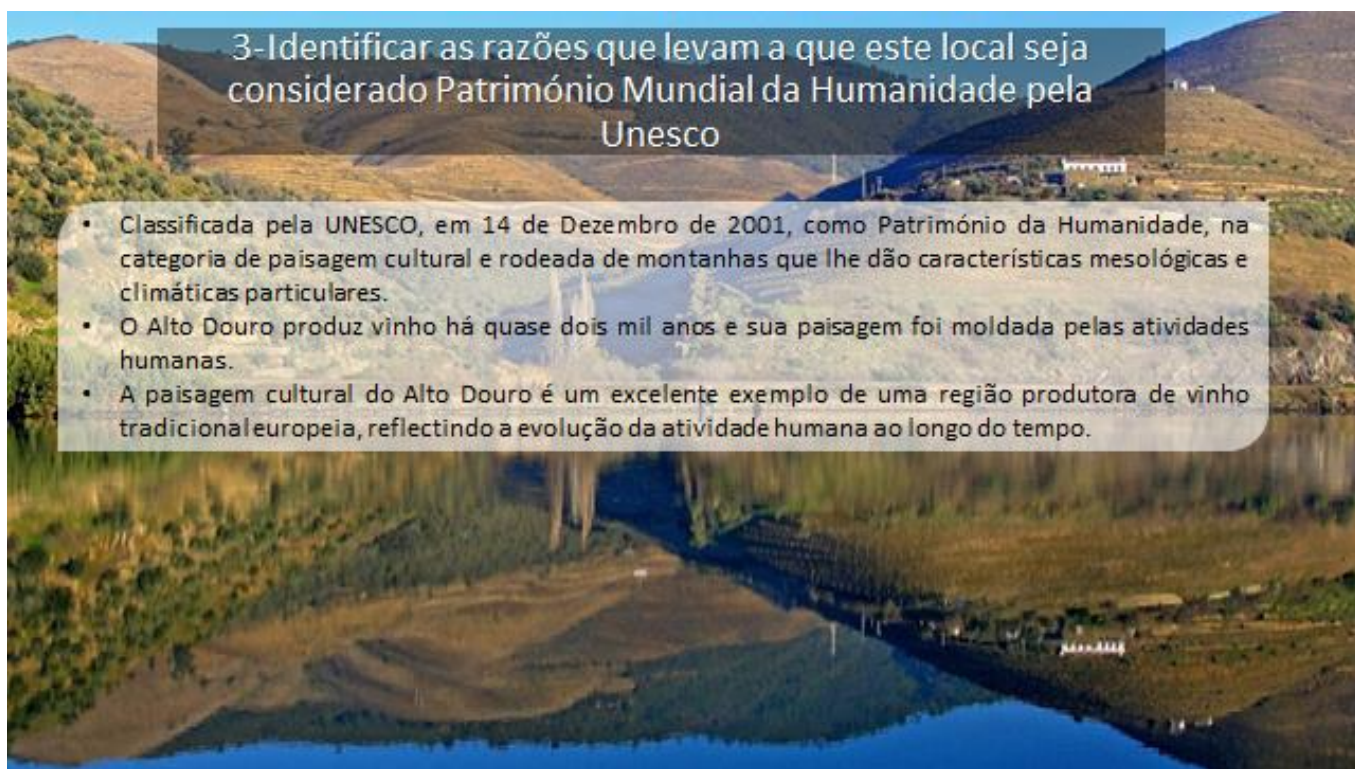 3-Identificar as razões que levam a que este local seja
considerado Património Mundial da Humanidade pela
Unesco
• Classificada pela UNESCO, em 14 de Dezembro de 2001, como Património da Humanidade, na
categoria de paisagem cultural e rodeada de montanhas que lhe dão características mesológicas e
climáticas particulares.
• O Alto Douro produz vinho há quase dois mil anos e sua paisagem foi moldada pelas atividades
humanas.
• A paisagem cultural do Alto Douro é um excelente exemplo de uma região produtora de vinho
tradicional europeia, reflectindo a evolução da atividade humana ao longo do tempo.